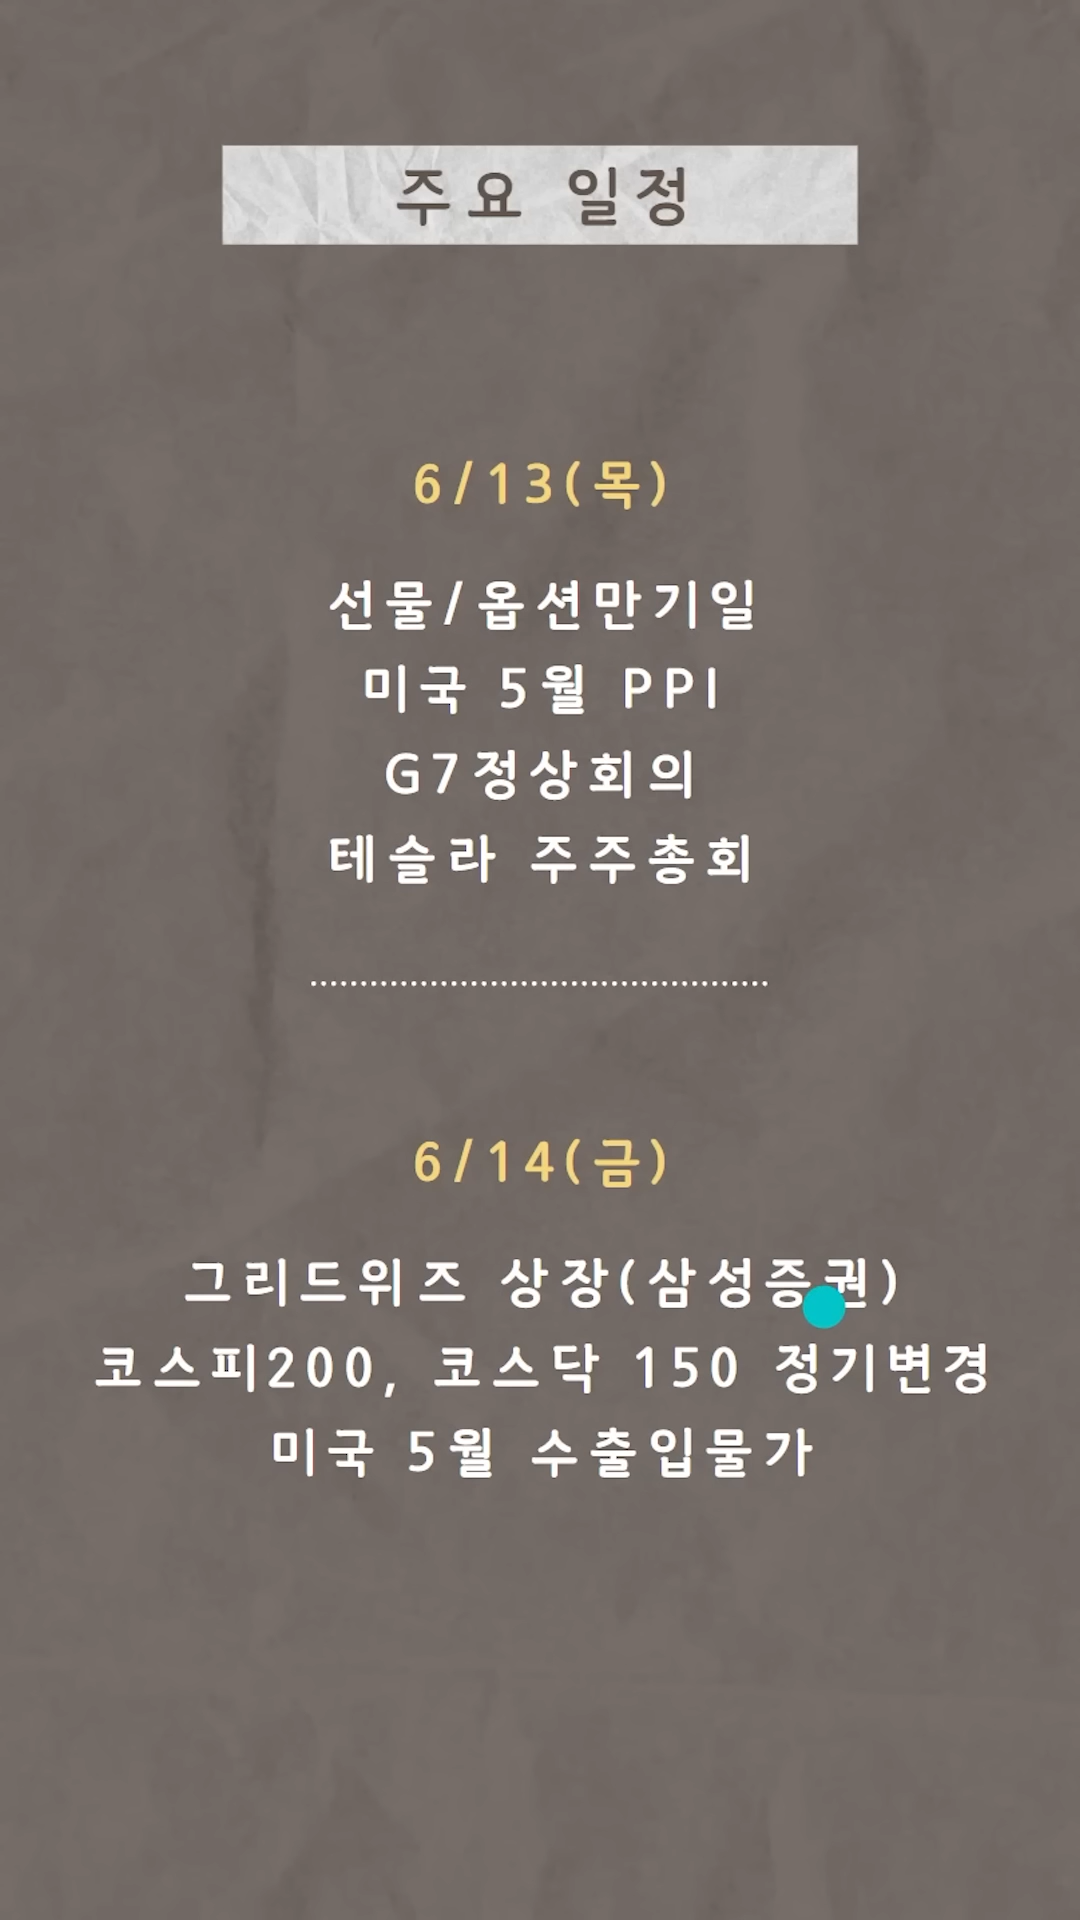 주요 일정
6/13(목)
선물/옵션만기일
미국 5월 PPI
G7정상회의
테슬라 주주총회
6/14(금)
그리드위즈 상장(삼성증권)
코스피200, 코스닥 150 정기변경
미국 5월 수출입물가